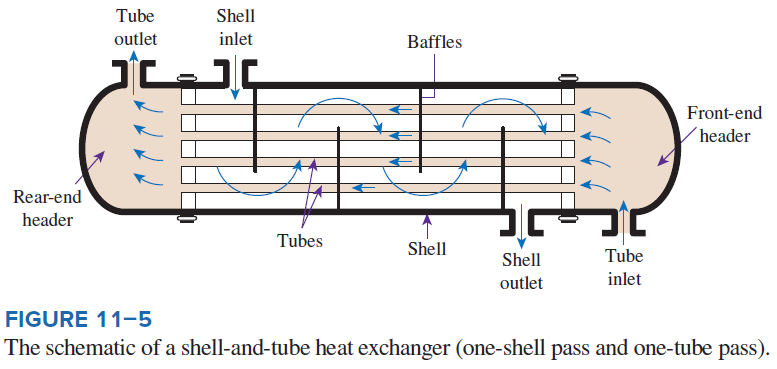 Tube
outlet
Shell
inlet
Baffles
Front-end
header
Rear-end
header
Tubes
Shell
Shell
outlet
Tube
inlet
FIGURE 11–5
The schematic of a shell-and-tube heat exchanger (one-shell pass and one-tube pass).